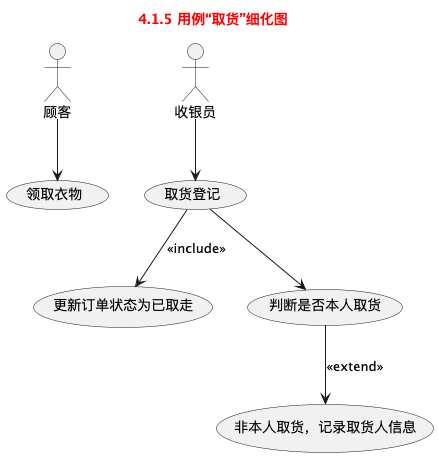 4.1.5 用例“取货”细化图
顾客
收银员
领取衣物
取货登记
«include»
更新订单状态为已取走
判断是否本人取货
«extend»
非本人取货，记录取货人信息